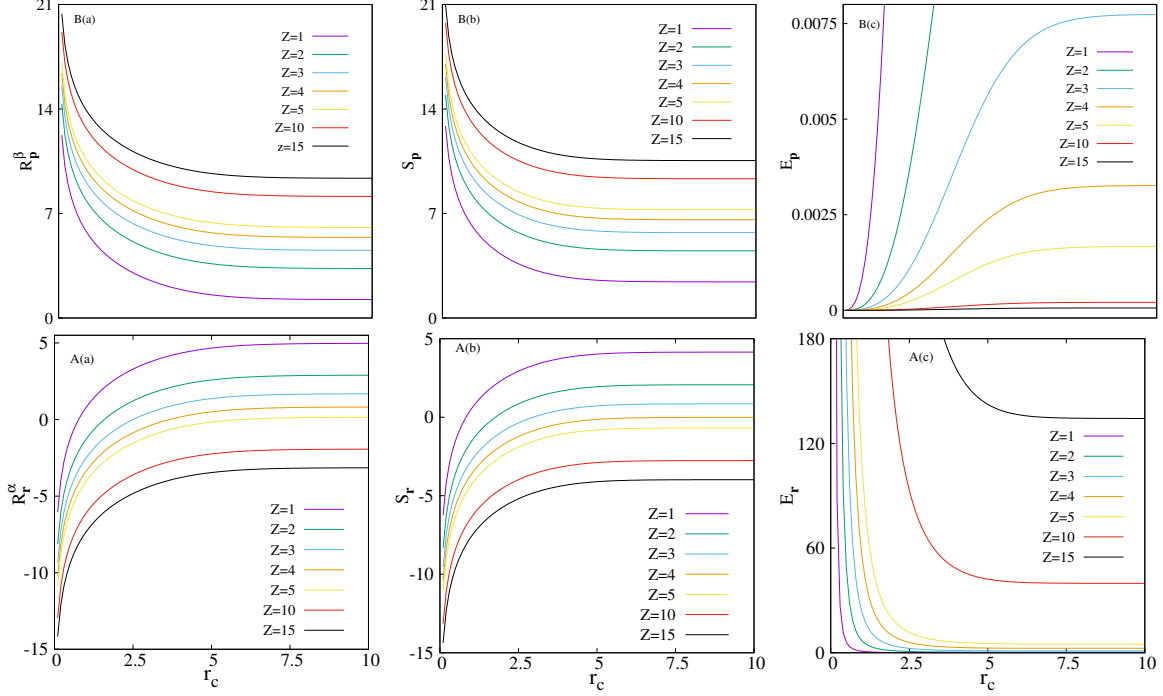 B(a)
21
14
7
0
R_p^β
Z=1
Z=2
Z=3
Z=4
Z=5
Z=10
z=15
B(b)
21
14
7
0
S_p
Z=1
Z=2
Z=3
Z=4
Z=5
Z=10
Z=15
B(c)
0.0075
0.005
0.0025
0
E_p
Z=1
Z=2
Z=3
Z=4
Z=5
Z=10
Z=15
A(a)
5
0
-5
-10
-15
R_r^α
Z=1
Z=2
Z=3
Z=4
Z=5
Z=10
Z=15
0 2.5 5 7.5 10
r_c
A(b)
5
0
-5
-10
-15
S_r
Z=1
Z=2
Z=3
Z=4
Z=5
Z=10
Z=15
0 2.5 5 7.5 10
r_c
A(c)
180
120
60
0
E_r
Z=1
Z=2
Z=3
Z=4
Z=5
Z=10
Z=15
0 2.5 5 7.5 10
r_c